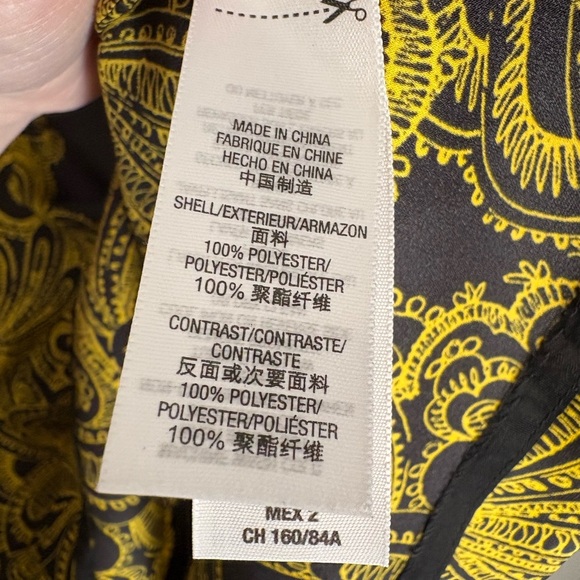 MADE IN CHINA
FABRIQUE EN CHINE
HECHO EN CHINA
中国制造
SHELL/EXTERIEUR/ARMAZON
面料
100% POLYESTER/
POLYESTER/POLIÉSTER
100% 聚酯纤维
CONTRAST/CONTRASTE/
CONTRASTE
反面或次要面料
100% POLYESTER/
POLYESTER/POLIÉSTER
100% 聚酯纤维
MEX 2
CH 160/84A